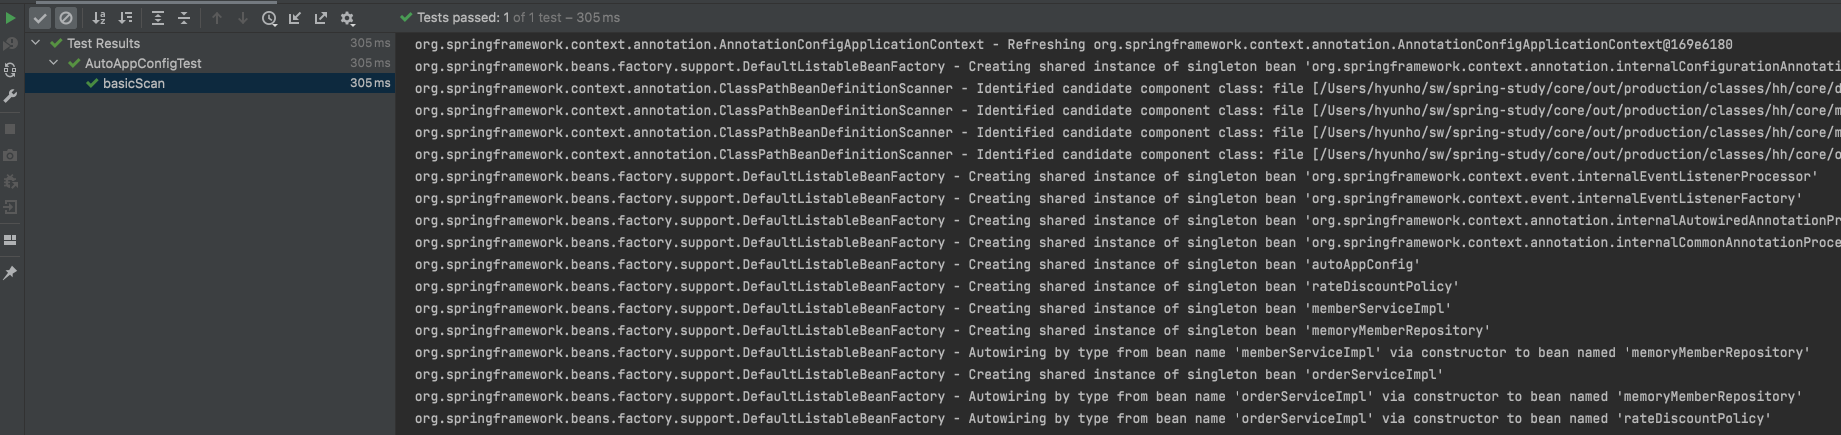 Tests passed: 1 of 1 test – 305 ms
Test Results 305 ms
AutoAppConfigTest 305 ms
basicScan 305 ms
org.springframework.context.annotation.AnnotationConfigApplicationContext - Refreshing org.springframework.context.annotation.AnnotationConfigApplicationContext@169e6180
org.springframework.beans.factory.support.DefaultListableBeanFactory - Creating shared instance of singleton bean 'org.springframework.context.annotation.internalConfigurationAnnotati
org.springframework.context.annotation.ClassPathBeanDefinitionScanner - Identified candidate component class: file [/Users/hyunho/sw/spring-study/core/out/production/classes/hh/core/d
org.springframework.context.annotation.ClassPathBeanDefinitionScanner - Identified candidate component class: file [/Users/hyunho/sw/spring-study/core/out/production/classes/hh/core/m
org.springframework.context.annotation.ClassPathBeanDefinitionScanner - Identified candidate component class: file [/Users/hyunho/sw/spring-study/core/out/production/classes/hh/core/m
org.springframework.context.annotation.ClassPathBeanDefinitionScanner - Identified candidate component class: file [/Users/hyunho/sw/spring-study/core/out/production/classes/hh/core/o
org.springframework.beans.factory.support.DefaultListableBeanFactory - Creating shared instance of singleton bean 'org.springframework.context.event.internalEventListenerProcessor'
org.springframework.beans.factory.support.DefaultListableBeanFactory - Creating shared instance of singleton bean 'org.springframework.context.event.internalEventListenerFactory'
org.springframework.beans.factory.support.DefaultListableBeanFactory - Creating shared instance of singleton bean 'org.springframework.context.annotation.internalAutowiredAnnotationPr
org.springframework.beans.factory.support.DefaultListableBeanFactory - Creating shared instance of singleton bean 'org.springframework.context.annotation.internalCommonAnnotationProce
org.springframework.beans.factory.support.DefaultListableBeanFactory - Creating shared instance of singleton bean 'autoAppConfig'
org.springframework.beans.factory.support.DefaultListableBeanFactory - Creating shared instance of singleton bean 'rateDiscountPolicy'
org.springframework.beans.factory.support.DefaultListableBeanFactory - Creating shared instance of singleton bean 'memberServiceImpl'
org.springframework.beans.factory.support.DefaultListableBeanFactory - Creating shared instance of singleton bean 'memoryMemberRepository'
org.springframework.beans.factory.support.DefaultListableBeanFactory - Autowiring by type from bean name 'memberServiceImpl' via constructor to bean named 'memoryMemberRepository'
org.springframework.beans.factory.support.DefaultListableBeanFactory - Creating shared instance of singleton bean 'orderServiceImpl'
org.springframework.beans.factory.support.DefaultListableBeanFactory - Autowiring by type from bean name 'orderServiceImpl' via constructor to bean named 'memoryMemberRepository'
org.springframework.beans.factory.support.DefaultListableBeanFactory - Autowiring by type from bean name 'orderServiceImpl' via constructor to bean named 'rateDiscountPolicy'